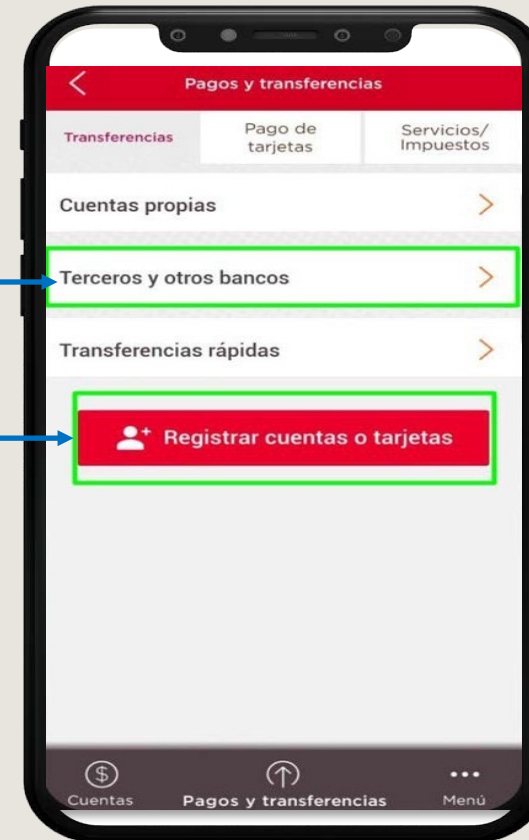 Pagos y transferencias
Transferencias
Pago de
tarjetas
Servicios/
Impuestos
Cuentas propias
Terceros y otros bancos
Transferencias rápidas
Registrar cuentas o tarjetas
Cuentas
Pagos y transferencias
Menú